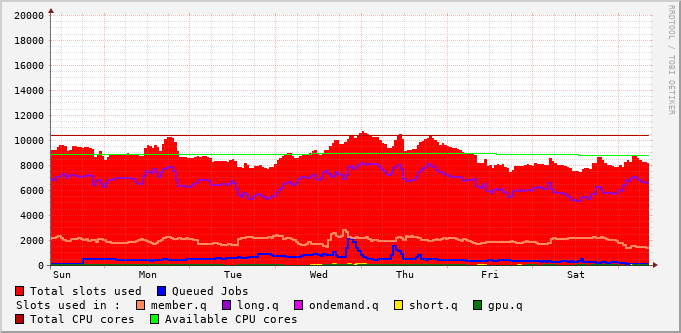 RRDTOOL / TOBI OETIKER
20000
18000
16000
14000
12000
10000
8000
6000
4000
2000
0
Sun Mon Tue Wed Thu Fri Sat
Total slots used Queued Jobs
Slots used in : member.q long.q ondemand.q short.q gpu.q
Total CPU cores Available CPU cores